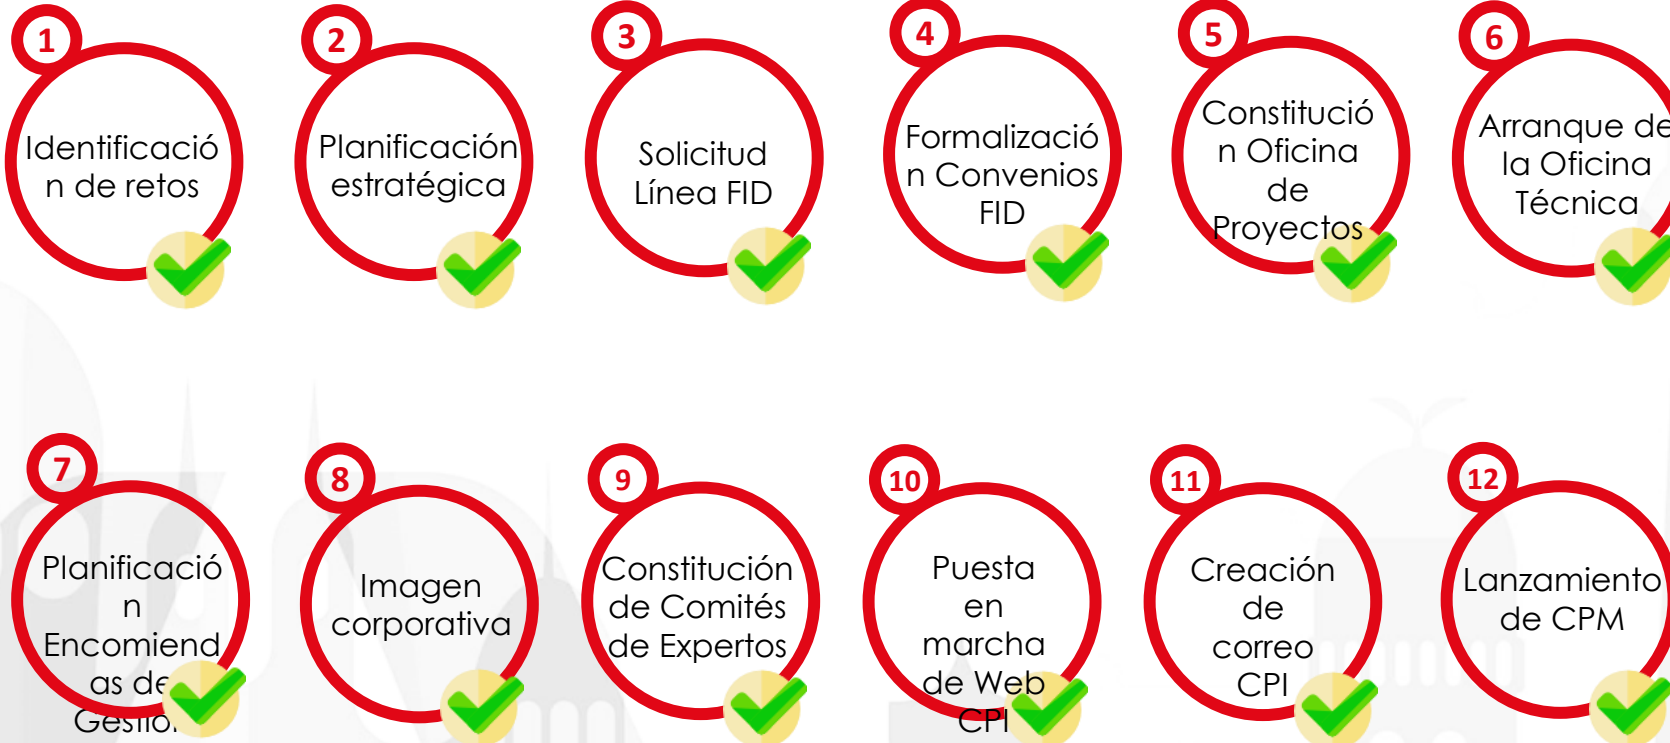 1
Identificació
n de retos
2
Planificación
estratégica
3
Solicitud
Línea FID
4
Formalizació
n Convenios
FID
5
Constitució
n Oficina
de
Proyectos
6
Arranque de
la Oficina
Técnica
7
Planificació
n
Encomiend
as de
Gestión
8
Imagen
corporativa
9
Constitución
de Comités
de Expertos
10
Puesta
en
marcha
de Web
CPI
11
Creación
de
correo
CPI
12
Lanzamiento
de CPM